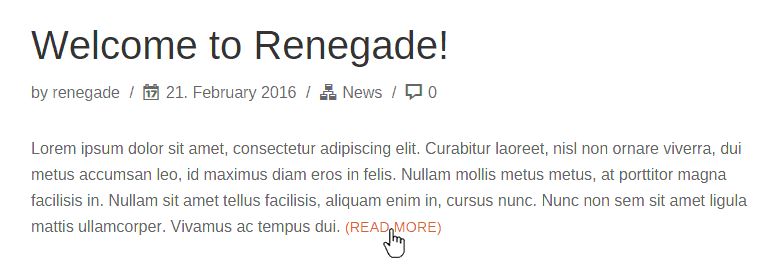 Welcome to Renegade!
by renegade / 17 21. February 2016 / News / 0
Lorem ipsum dolor sit amet, consectetur adipiscing elit. Curabitur laoreet, nisl non ornare viverra, dui
metus accumsan leo, id maximus diam eros in felis. Nullam mollis metus metus, at porttitor magna
facilisis in. Nullam sit amet tellus facilisis, aliquam enim in, cursus nunc. Nunc non sem sit amet ligula
mattis ullamcorper. Vivamus ac tempus dui. (READ MORE)